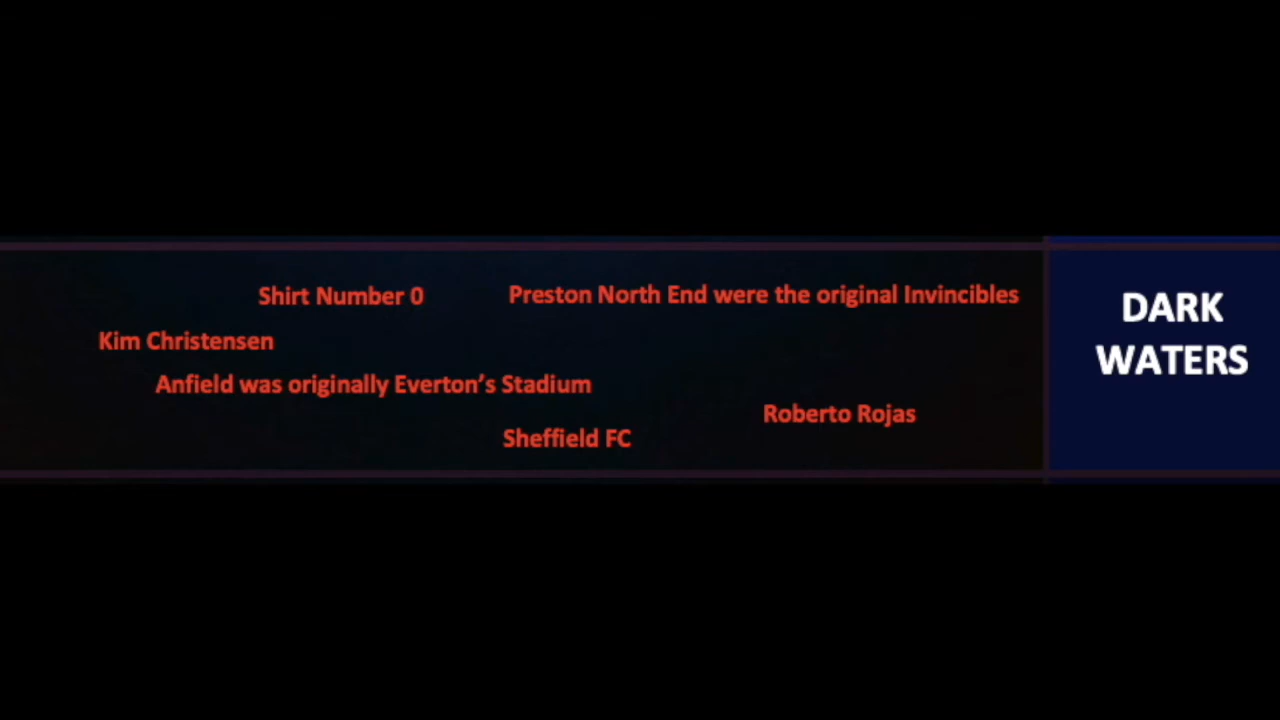 Shirt Number 0
Preston North End were the original Invincibles
Kim Christensen
Anfield was originally Everton’s Stadium
Roberto Rojas
Sheffield FC
DARK
WATERS